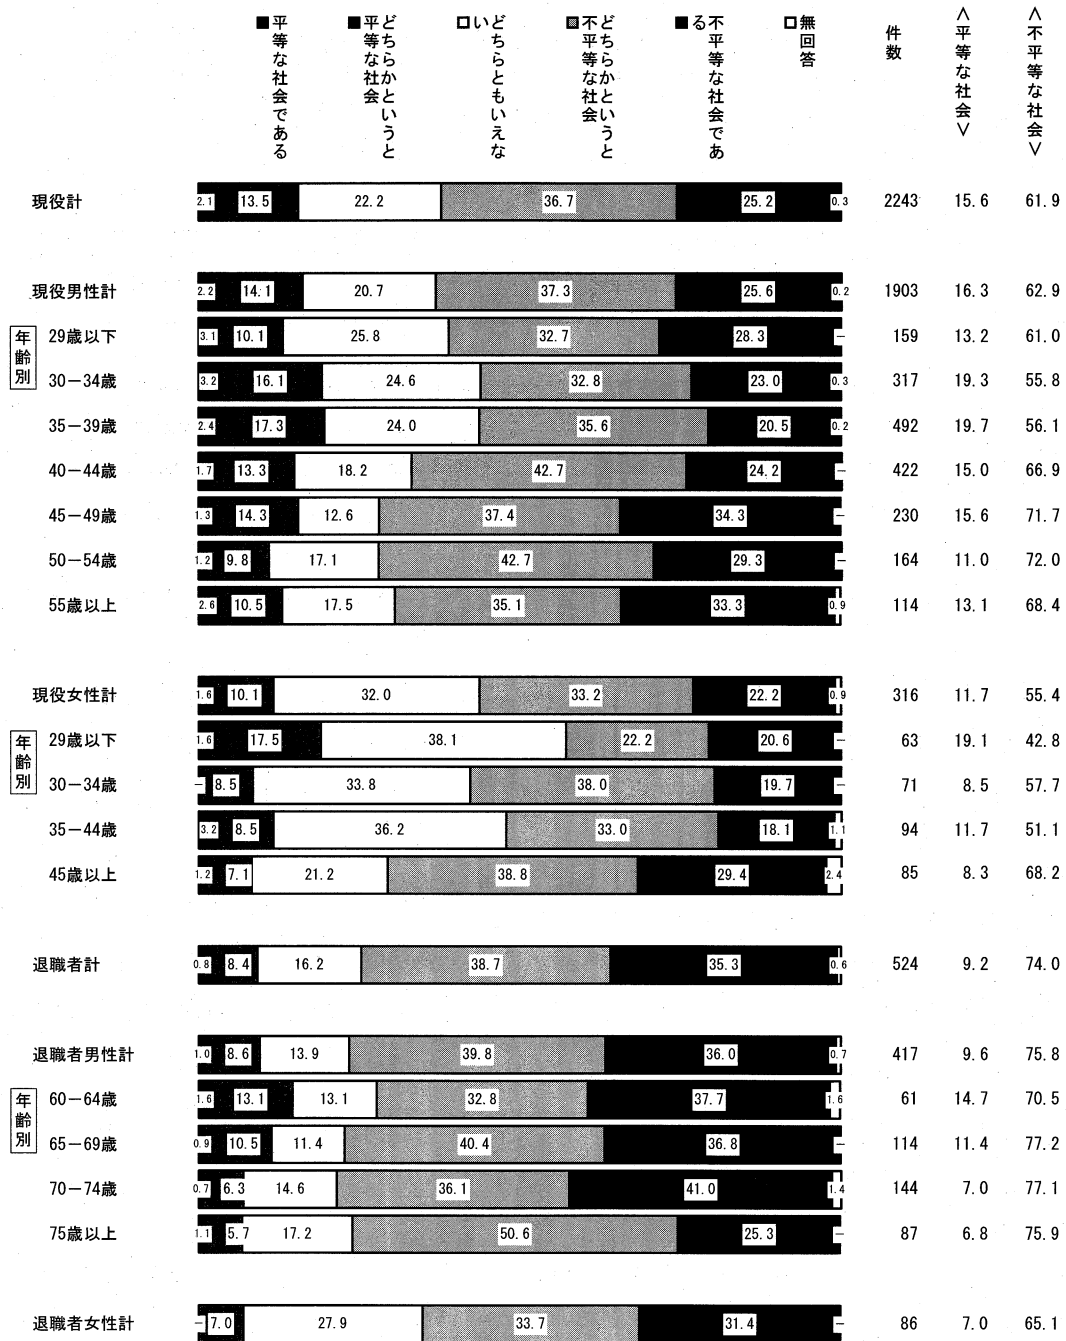 ■平等な社会である
■どちらかというと
平等な社会
□どちらともいえな
い
▩どちらかというと
不平等な社会
■不平等な社会であ
る
□無回答
件数
＜平等な社会＞
＜不平等な社会＞
現役計 2.1 13.5 22.2 36.7 25.2 0.3 2243 15.6 61.9
現役男性計 2.2 14.1 20.7 37.3 25.6 0.2 1903 16.3 62.9
年齢別
29歳以下 3.1 10.1 25.8 32.7 28.3 － 159 13.2 61.0
30－34歳 3.2 16.1 24.6 32.8 23.0 0.3 317 19.3 55.8
35－39歳 2.4 17.3 24.0 35.6 20.5 0.2 492 19.7 56.1
40－44歳 1.7 13.3 18.2 42.7 24.2 － 422 15.0 66.9
45－49歳 1.3 14.3 12.6 37.4 34.3 － 230 15.6 71.7
50－54歳 1.2 9.8 17.1 42.7 29.3 － 164 11.0 72.0
55歳以上 2.6 10.5 17.5 35.1 33.3 0.9 114 13.1 68.4
現役女性計 1.6 10.1 32.0 33.2 22.2 0.9 316 11.7 55.4
年齢別
29歳以下 1.6 17.5 38.1 22.2 20.6 － 63 19.1 42.8
30－34歳 － 8.5 33.8 38.0 19.7 － 71 8.5 57.7
35－44歳 3.2 8.5 36.2 33.0 18.1 1.1 94 11.7 51.1
45歳以上 1.2 7.1 21.2 38.8 29.4 2.4 85 8.3 68.2
退職者計 0.8 8.4 16.2 38.7 35.3 0.6 524 9.2 74.0
退職者男性計 1.0 8.6 13.9 39.8 36.0 0.7 417 9.6 75.8
年齢別
60－64歳 1.6 13.1 13.1 32.8 37.7 1.6 61 14.7 70.5
65－69歳 0.9 10.5 11.4 40.4 36.8 － 114 11.4 77.2
70－74歳 0.7 6.3 14.6 36.1 41.0 1.4 144 7.0 77.1
75歳以上 1.1 5.7 17.2 50.6 25.3 － 87 6.8 75.9
退職者女性計 － 7.0 27.9 33.7 31.4 － 86 7.0 65.1